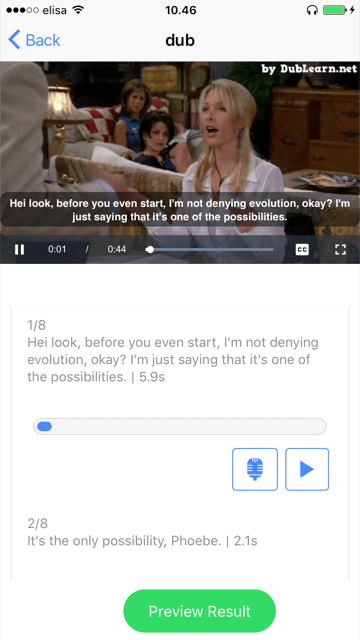 elisa
10.46
Back
dub
by DubLearn.net
Hei look, before you even start, I'm not denying evolution, okay? I'm
just saying that it's one of the possibilities.
0:01 / 0:44
CC
1/8
Hei look, before you even start, I'm not denying
evolution, okay? I'm just saying that it's one of
the possibilities. | 5.9s
2/8
It's the only possibility, Phoebe. | 2.1s
Preview Result